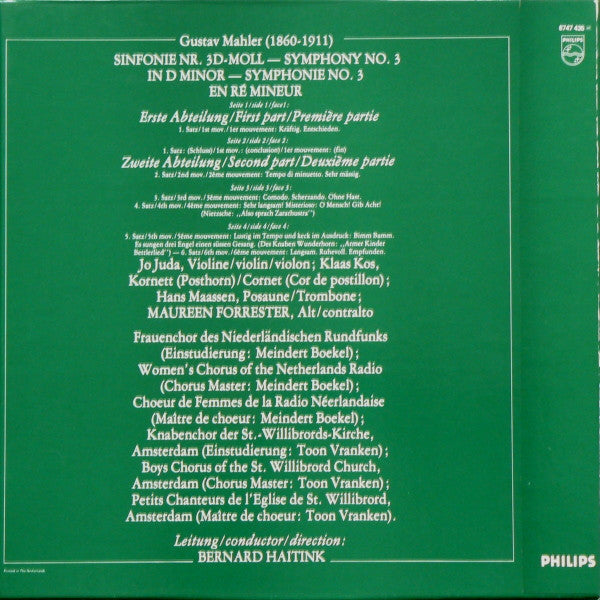 6747 435
PHILIPS
Gustav Mahler (1860-1911)
SINFONIE NR. 3D-MOLL — SYMPHONY NO. 3
IN D MINOR — SYMPHONIE NO. 3
EN RÉ MINEUR
Seite 1/side 1/face1:
Erste Abteilung/First part/Première partie
1. Satz/1st mov./1er mouvement: Kräftig. Entschieden.
Seite 2/side 2/face 2:
1. Satz: (Schluss)/1st mov.: (conclusion)/1er mouvement: (fin)
Zweite Abteilung/Second part/Deuxième partie
2. Satz/2nd mov./2ème mouvement: Tempo di minuetto. Sehr mässig.
Seite 3/side 3/face 3:
3. Satz/3rd mov./3ème mouvement: Comodo. Scherzando. Ohne Hast.
4. Satz/4th mov./4ème mouvement: Sehr langsam! Misterioso: O Mensch! Gib Acht!
(Nietzsche: „Also sprach Zarathustra")
Seite 4/side 4/face 4:
5. Satz/5th mov./5ème mouvement: Lustig im Tempo und keck im Ausdruck: Bimm Bamm.
Es sungen drei Engel einen süssen Gesang. (Des Knaben Wunderhorn: „Armer Kinder
Bettlerlied") — 6. Satz/6th mov./6ème mouvement: Langsam. Ruhevoll. Empfunden.
Jo Juda, Violine/violin/violon; Klaas Kos,
Kornett (Posthorn)/Cornet (Cor de postillon);
Hans Maassen, Posaune/Trombone;
MAUREEN FORRESTER, Alt/contralto
Frauenchor des Niederländischen Rundfunks
(Einstudierung: Meindert Boekel);
Women's Chorus of the Netherlands Radio
(Chorus Master: Meindert Boekel);
Choeur de Femmes de la Radio Néerlandaise
(Maître de choeur: Meindert Boekel);
Knabenchor der St.-Willibrords-Kirche,
Amsterdam (Einstudierung: Toon Vranken);
Boys Chorus of the St. Willibrord Church,
Amsterdam (Chorus Master: Toon Vranken);
Petits Chanteurs de l'Eglise de St. Willibrord,
Amsterdam (Maître de choeur: Toon Vranken).
Leitung/conductor/direction:
BERNARD HAITINK
Printed in The Netherlands
PHILIPS